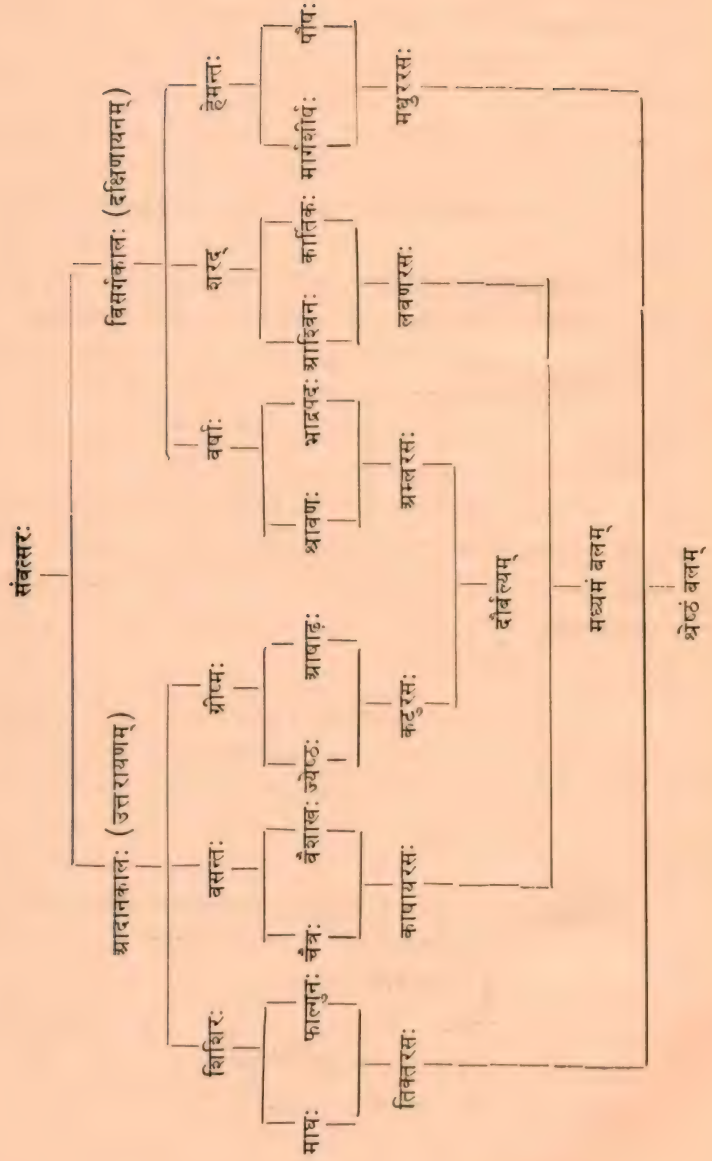 संवत्सरः
आदानकालः (उत्तरायणम्) विसर्गकालः (दक्षिणायनम्)
शिशिरः वसन्तः ग्रीष्मः वर्षाः शरद् हेमन्तः
माघः फाल्गुनः चैत्रः वैशाखः ज्येष्ठः आषाढ़ः श्रावणः भाद्रपदः आश्विनः कार्तिकः मार्गशीर्षः पौषः
तिक्तरसः काषायरसः कटुरसः अम्लरसः लवणरसः मधुररसः
दौर्बल्यम्
मध्यमं बलम्
श्रेष्ठं बलम्